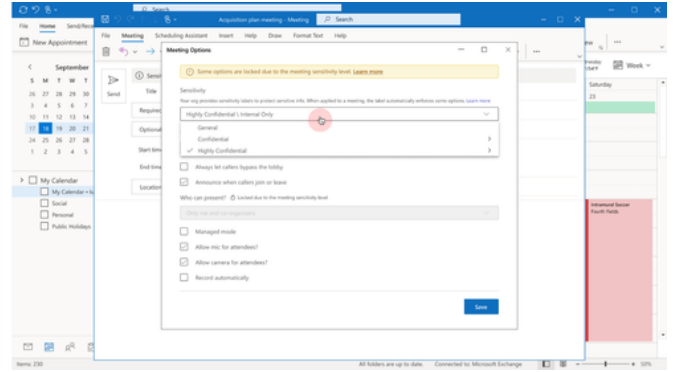 Search
File Home Send/Rece
New Appointment
September
S M T W T
26 27 28 29 30
3 4 5 6 7
10 11 12 13 14
17 18 19 20 21
24 25 26 27 28
1 2 3 4 5
My Calendar
My Calendar
Social
Personal
Public Holidays
Items: 230
Acquisition plan meeting - Meeting
Search
File Meeting Scheduling Assistant Insert Help Draw Format Text Help
Send
Title
Required
Optional
Start time
End time
Location
Meeting Options
Some options are locked due to the meeting sensitivity level. Learn more
Sensitivity
Your org provides sensitivity labels to protect sensitive info. When applied to a meeting, the label automatically enforce some options. Learn more
Highly Confidential \ Internal Only
General
Confidential
Highly Confidential
Always let callers bypass the lobby
Announce when callers join or leave
Who can present? Locked due to the meeting sensitivity level
Only me and co-organizers
Managed mode
Allow mic for attendees?
Allow camera for attendees?
Record automatically
Save
Week
Saturday
23
Intramural Soccer
Fourth fields
All folders are up to date. Connected to: Microsoft Exchange
50%